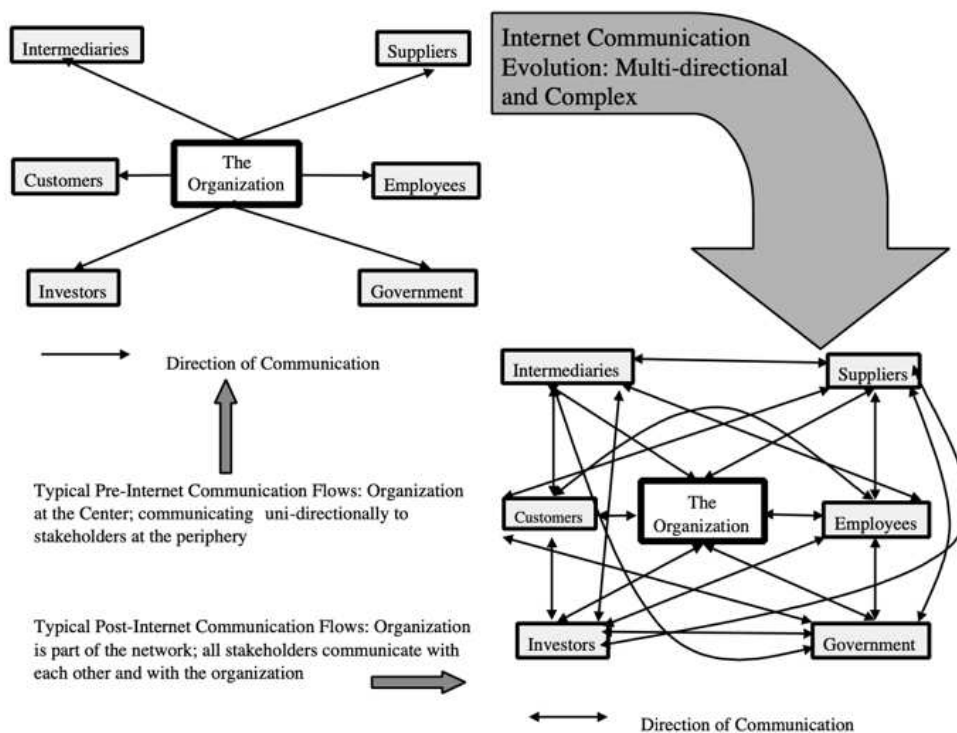 Intermediaries
Suppliers
The
Organization
Customers
Employees
Investors
Government
Direction of Communication
Typical Pre-Internet Communication Flows: Organization
at the Center; communicating uni-directionally to
stakeholders at the periphery
Typical Post-Internet Communication Flows: Organization
is part of the network; all stakeholders communicate with
each other and with the organization
Internet Communication
Evolution: Multi-directional
and Complex
Intermediaries
Suppliers
Customers
The
Organization
Employees
Investors
Government
Direction of Communication